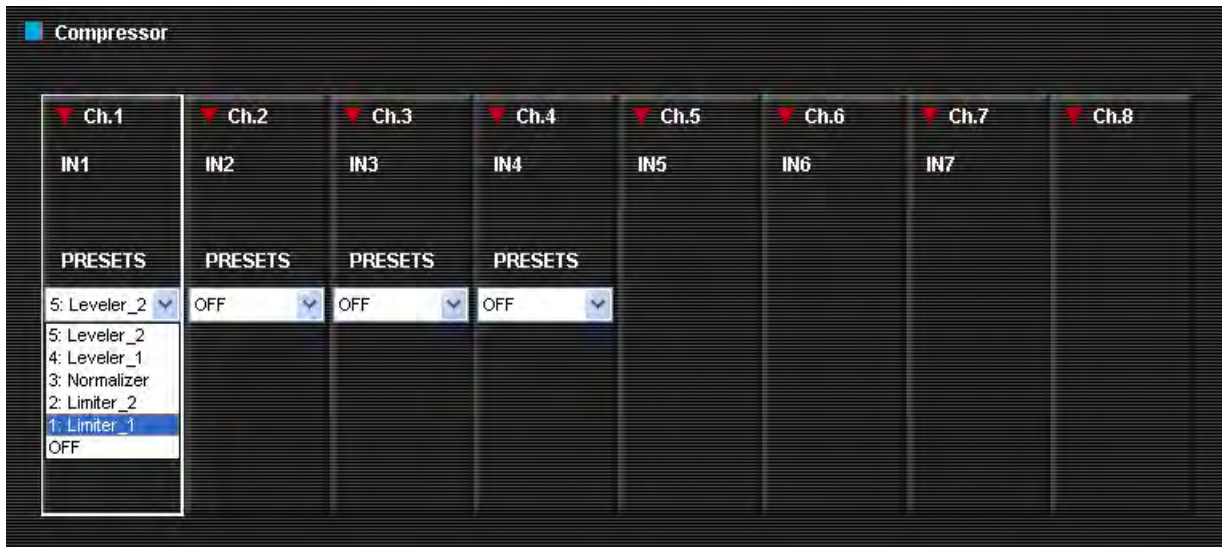 Compressor
Ch.1 Ch.2 Ch.3 Ch.4 Ch.5 Ch.6 Ch.7 Ch.8
IN1 IN2 IN3 IN4 IN5 IN6 IN7
PRESETS PRESETS PRESETS PRESETS
5: Leveler_2 OFF OFF OFF
5: Leveler_2
4: Leveler_1
3: Normalizer
2: Limiter_2
1: Limiter_1
OFF